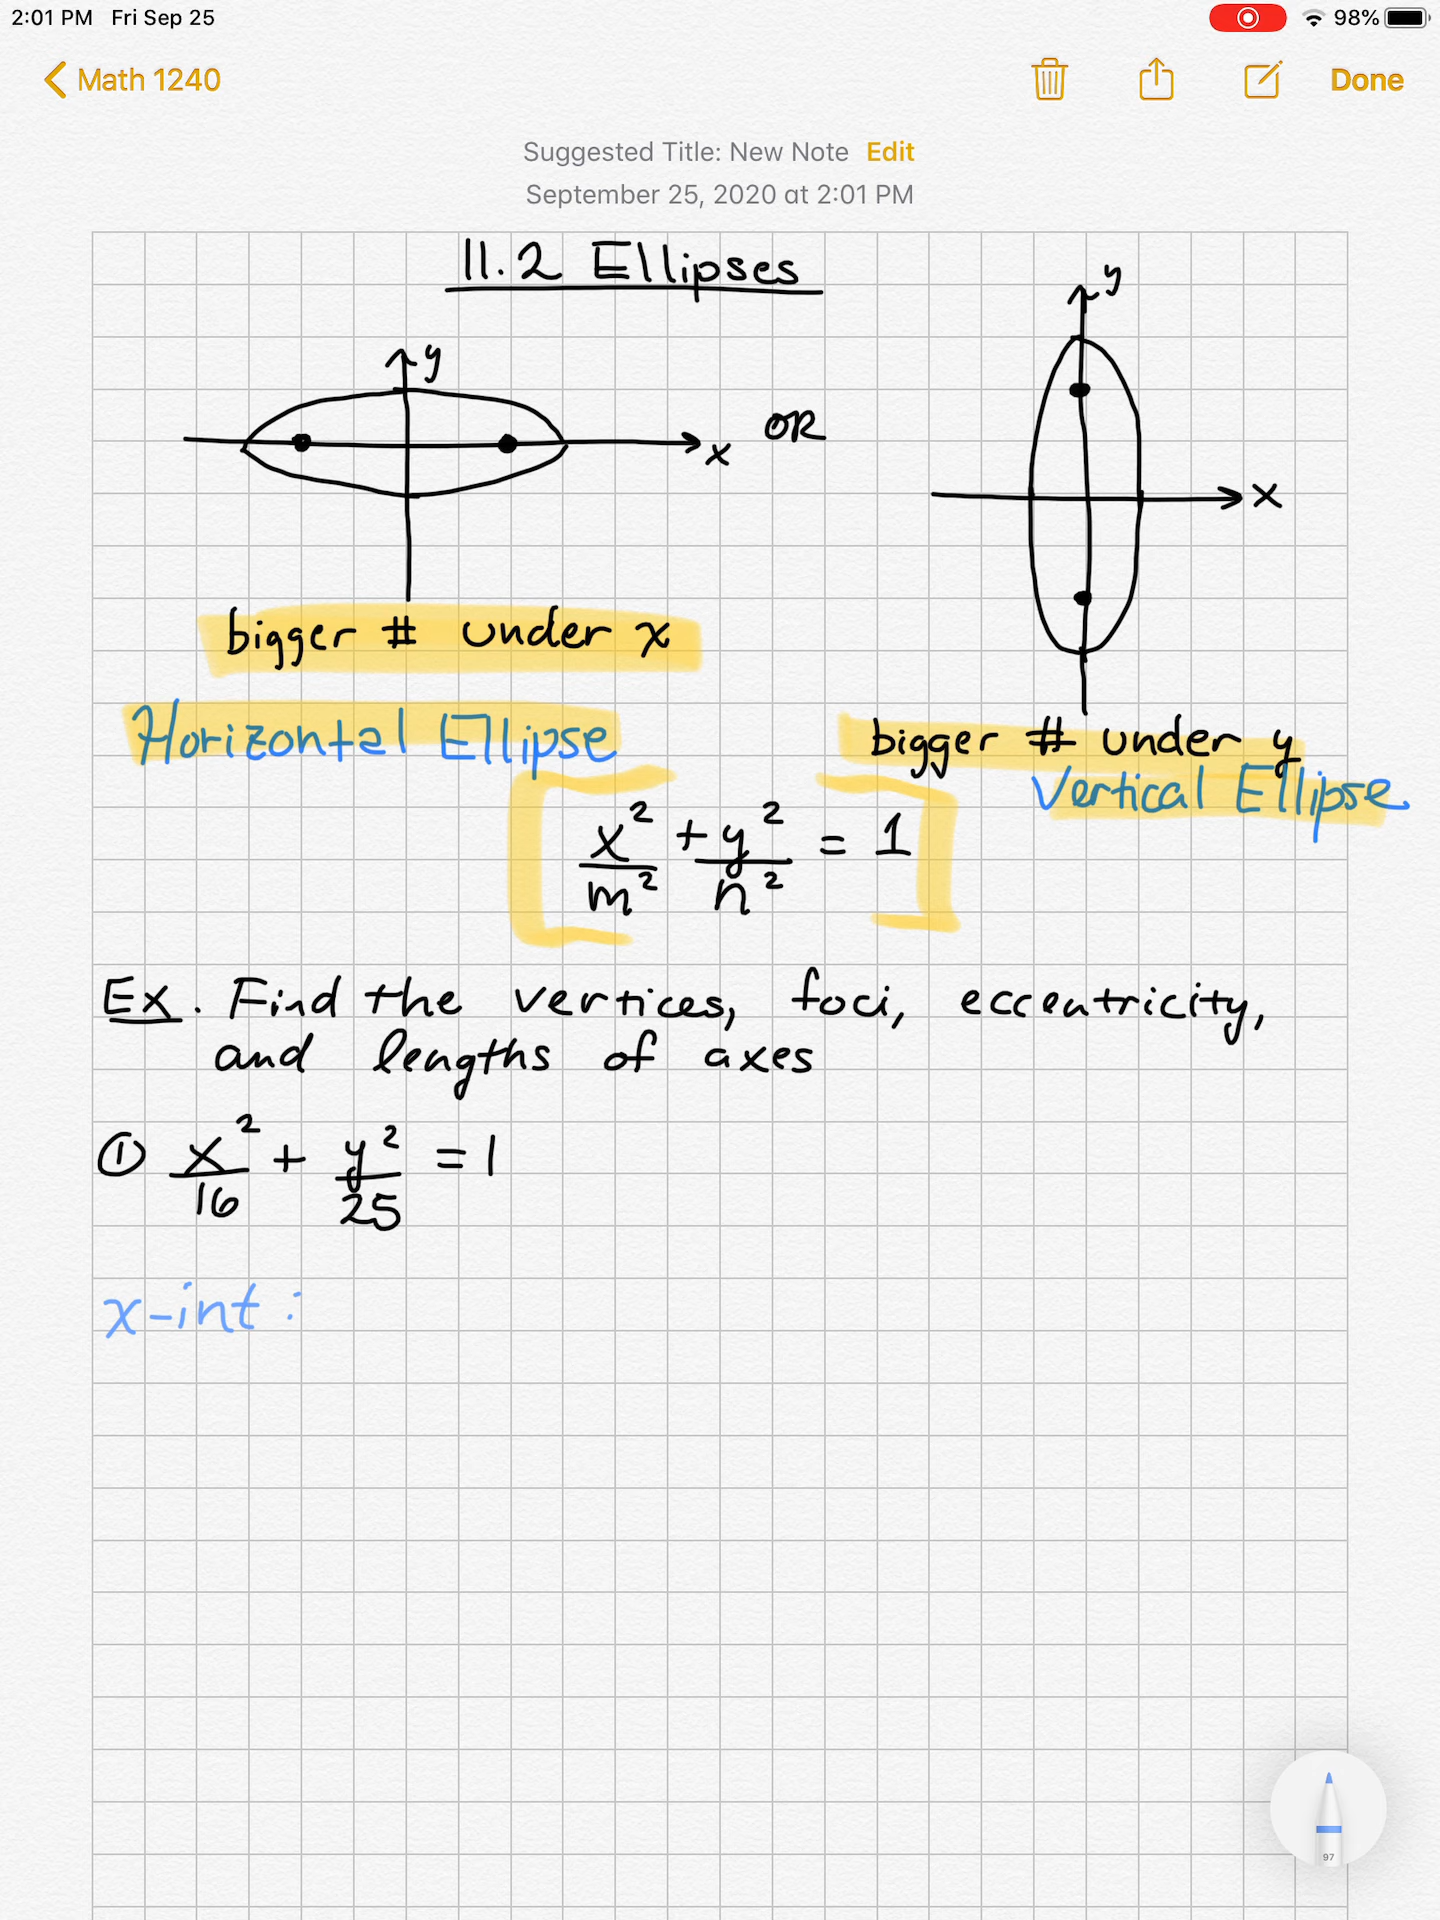 2:01 PM Fri Sep 25 98%
Math 1240 Done
Suggested Title: New Note Edit
September 25, 2020 at 2:01 PM
11.2 Ellipses
y
x
OR
y
x
bigger # under x
Horizontal Ellipse
bigger # under y
Vertical Ellipse
x²/m² + y²/n² = 1
Ex. Find the vertices, foci, eccentricity,
and lengths of axes
① x²/16 + y²/25 = 1
x-int:
97